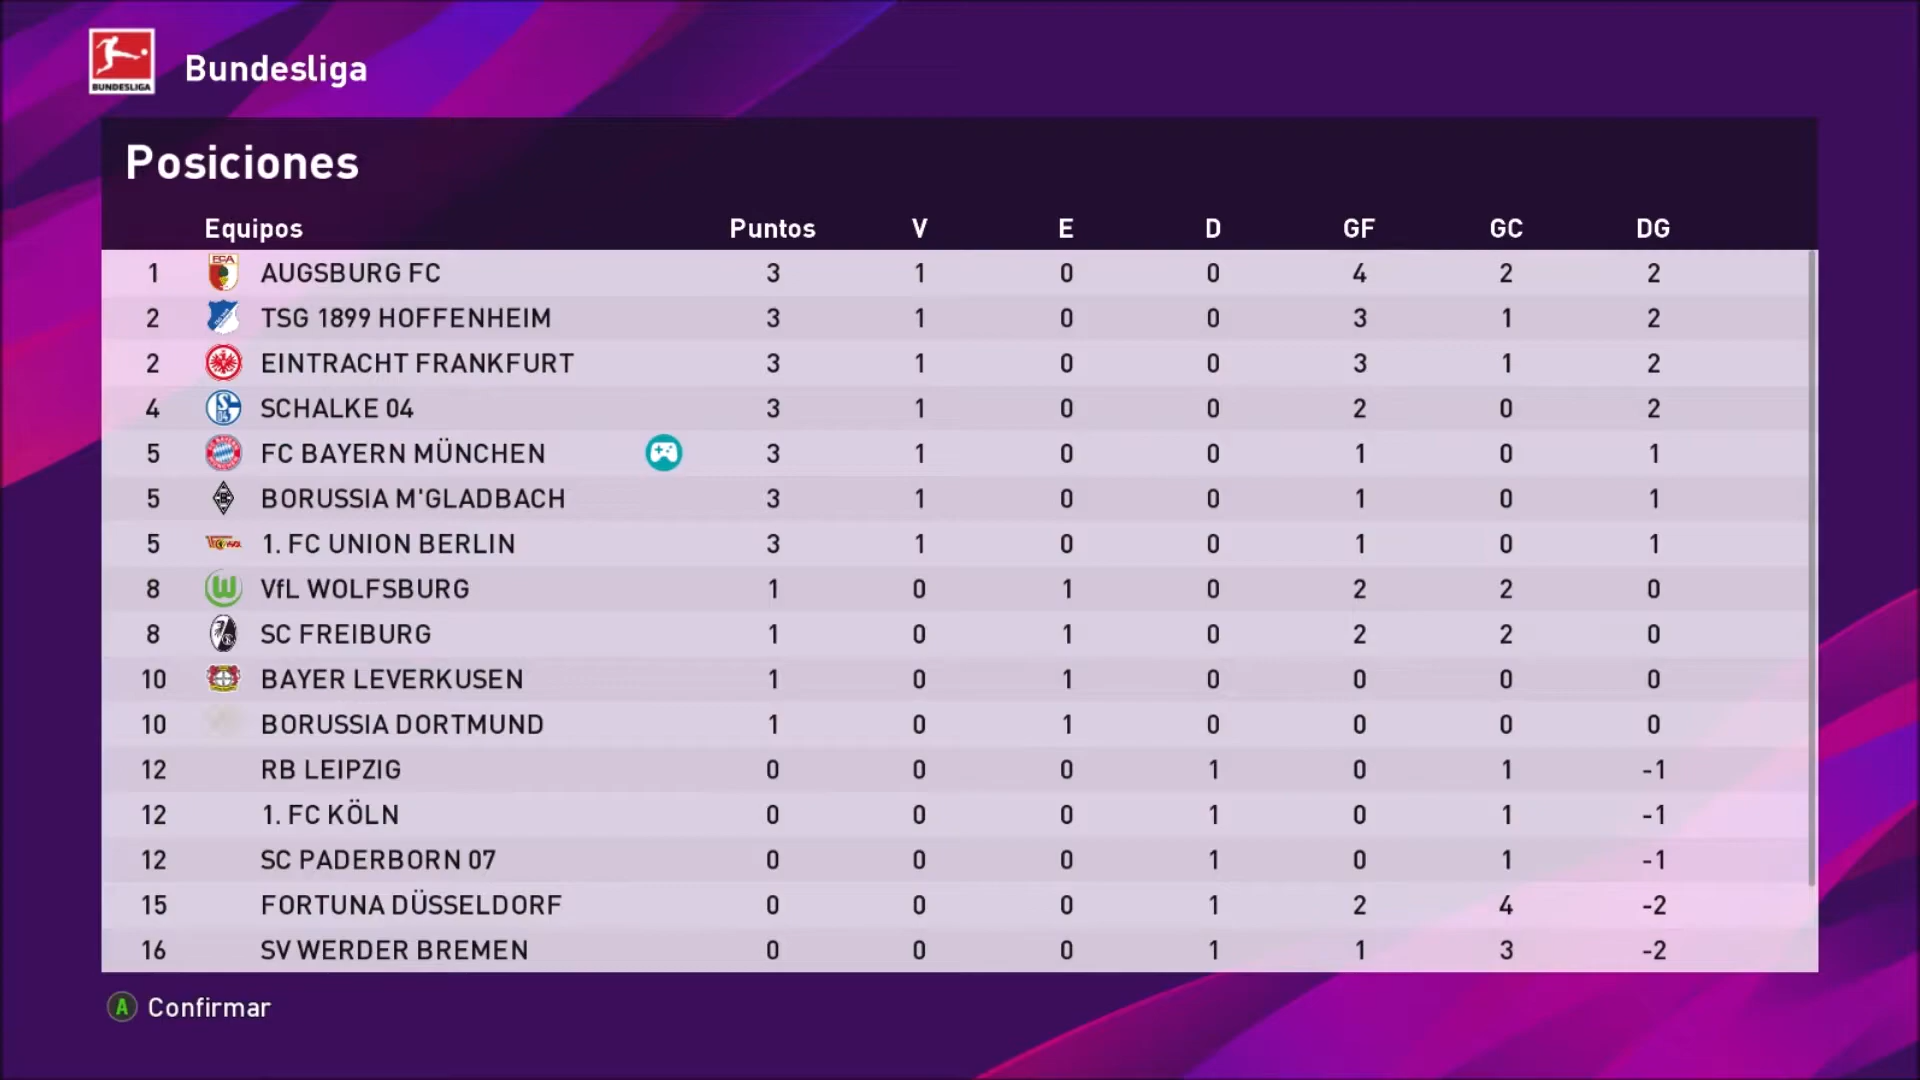 BUNDESLIGA
Bundesliga
Posiciones
Equipos Puntos V E D GF GC DG
1 FCA AUGSBURG FC 3 1 0 0 4 2 2
2 TSG 1899 HOFFENHEIM 3 1 0 0 3 1 2
2 EINTRACHT FRANKFURT 3 1 0 0 3 1 2
4 SCHALKE 04 3 1 0 0 2 0 2
5 FC BAYERN MÜNCHEN 3 1 0 0 1 0 1
5 BORUSSIA M'GLADBACH 3 1 0 0 1 0 1
5 1. FC UNION BERLIN 3 1 0 0 1 0 1
8 VfL WOLFSBURG 1 0 1 0 2 2 0
8 SC FREIBURG 1 0 1 0 2 2 0
10 BAYER LEVERKUSEN 1 0 1 0 0 0 0
10 BORUSSIA DORTMUND 1 0 1 0 0 0 0
12 RB LEIPZIG 0 0 0 1 0 1 -1
12 1. FC KÖLN 0 0 0 1 0 1 -1
12 SC PADERBORN 07 0 0 0 1 0 1 -1
15 FORTUNA DÜSSELDORF 0 0 0 1 2 4 -2
16 SV WERDER BREMEN 0 0 0 1 1 3 -2
A Confirmar